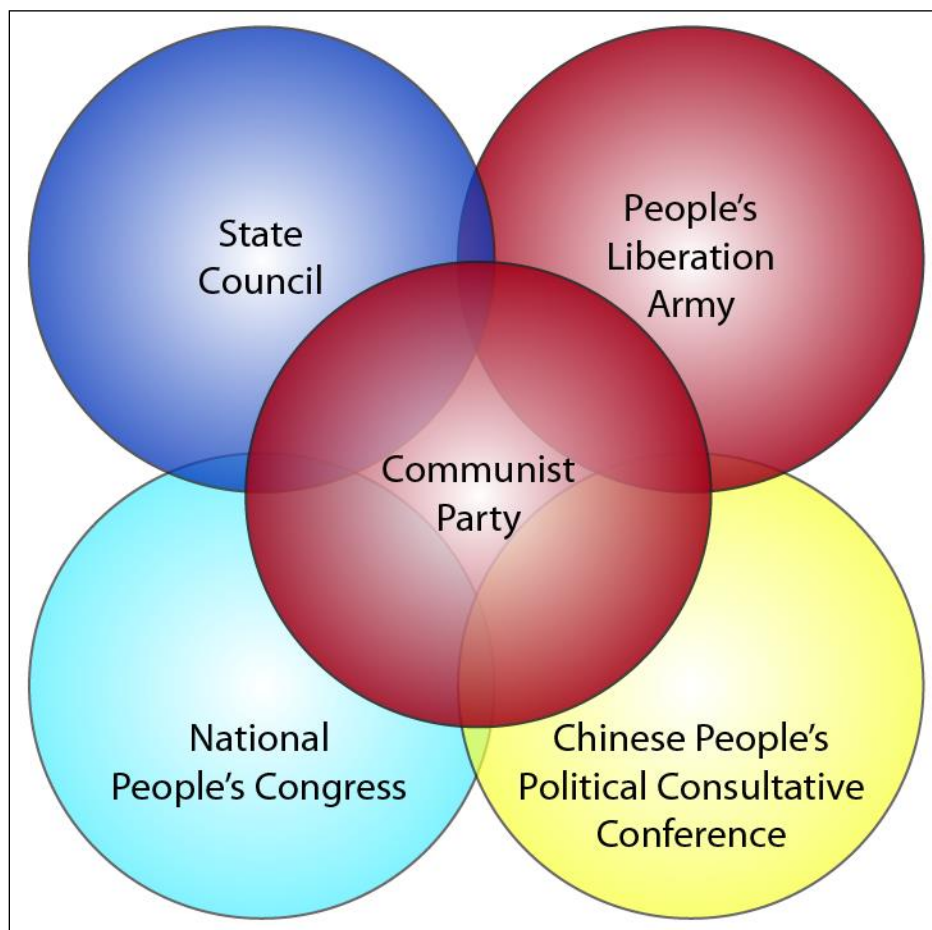 State
Council
People's
Liberation
Army
Communist
Party
National
People's Congress
Chinese People's
Political Consultative
Conference